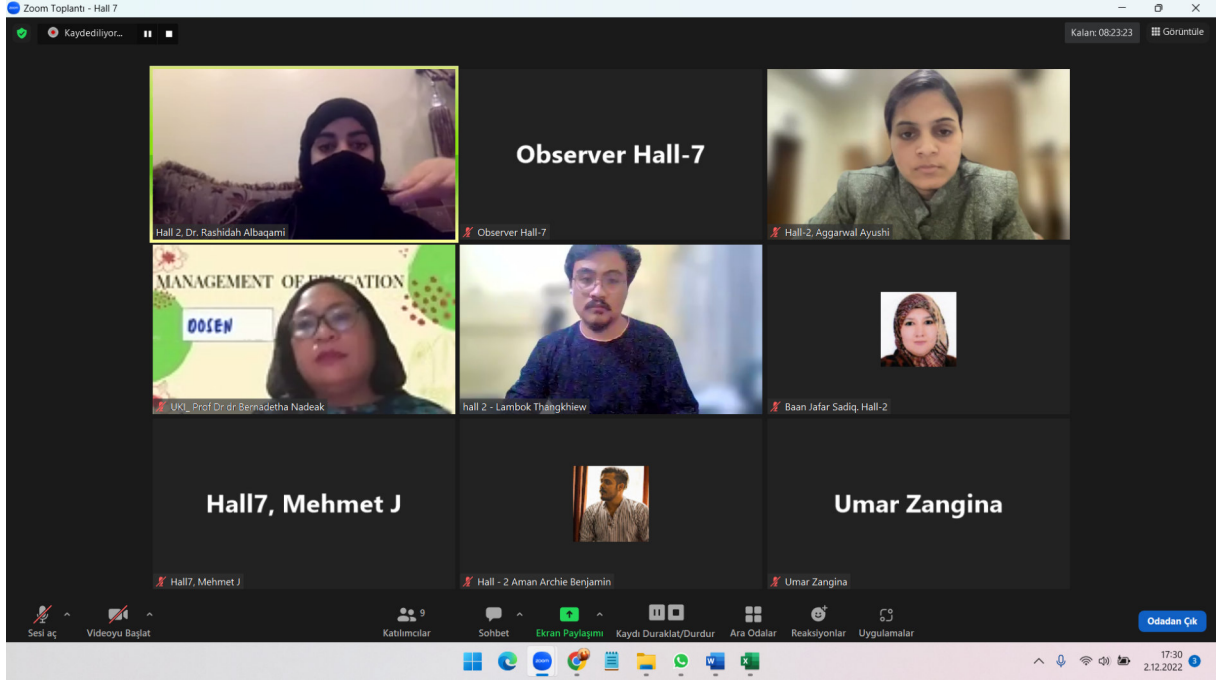 Zoom Toplantı - Hall 7
Kaydediliyor...
Kalan: 08:23:23
Görüntüle
Hall 2, Dr. Rashidah Albaqami
Observer Hall-7
Observer Hall-7
Hall-2, Aggarwal Ayushi
MANAGEMENT OF
DOSEN
UKI_ Prof Dr dr Bernadetha Nadeak
hall 2 - Lambok Thangkhiew
Baan Jafar Sadiq. Hall-2
Hall7, Mehmet J
Hall7, Mehmet J
Hall - 2 Aman Archie Benjamin
Umar Zangina
Umar Zangina
Sesi aç
Videoyu Başlat
9
Katılımcılar
Sohbet
Ekran Paylaşımı
Kaydı Duraklat/Durdur
Ara Odalar
Reaksiyonlar
Uygulamalar
Odadan Çık
zoom
17:30
2.12.2022
3